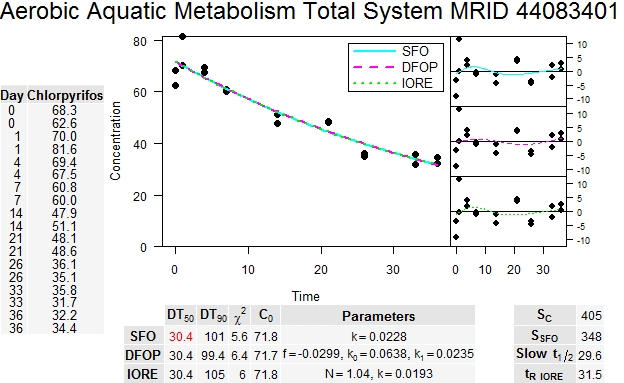 Aerobic Aquatic Metabolism Total System MRID 44083401
Day Chlorpyrifos
0 68.3
0 62.6
1 70.0
1 81.6
4 69.4
4 67.5
7 60.8
7 60.0
14 47.9
14 51.1
21 48.1
21 48.6
26 36.1
26 35.1
33 35.8
33 31.7
36 32.2
36 34.4
Concentration
80
60
40
20
0
0 10 20 30
Time
SFO
DFOP
IORE
10
5
0
-5
-10
10
5
0
-5
-10
10
5
0
-5
-10
0 10 20 30
DT50 DT90 χ2 C0 Parameters
SFO 30.4 101 5.6 71.8 k = 0.0228
DFOP 30.4 99.4 6.4 71.7 f = -0.0299, k0 = 0.0638, k1 = 0.0235
IORE 30.4 105 6 71.8 N = 1.04, k = 0.0193
SC 405
SSFO 348
Slow t1/2 29.6
tR IORE 31.5